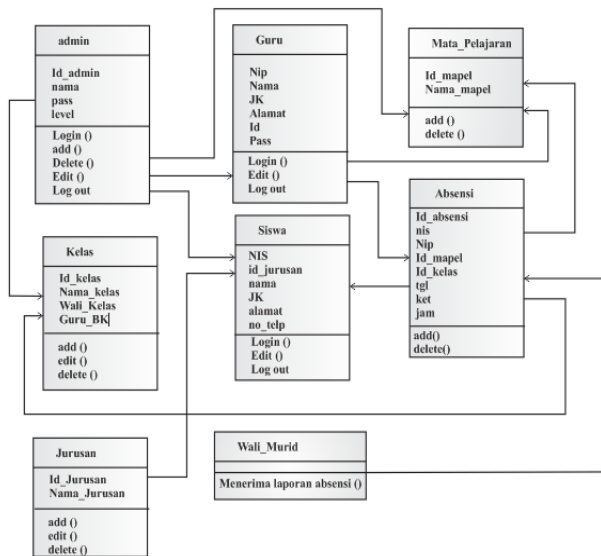 admin
Id_admin
nama
pass
level
Login ()
add ()
Delete ()
Edit ()
Log out
Guru
Nip
Nama
JK
Alamat
Id
Pass
Login ()
Edit ()
Log out
Mata_Pelajaran
Id_mapel
Nama_mapel
add ()
delete ()
Kelas
Id_kelas
Nama_kelas
Wali_Kelas
Guru_BK
add ()
edit ()
delete ()
Siswa
NIS
id_jurusan
nama
JK
alamat
no_telp
Login ()
Edit ()
Log out
Absensi
Id_absensi
nis
Nip
Id_mapel
Id_kelas
tgl
ket
jam
add()
delete()
Jurusan
Id_Jurusan
Nama_Jurusan
add ()
edit ()
delete ()
Wali_Murid
Menerima laporan absensi ()